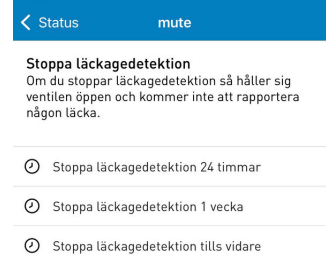 Status mute
Stoppa läckagedetektion
Om du stoppar läckagedetektion så håller sig
ventilen öppen och kommer inte att rapportera
någon läcka.
Stoppa läckagedetektion 24 timmar
Stoppa läckagedetektion 1 vecka
Stoppa läckagedetektion tills vidare